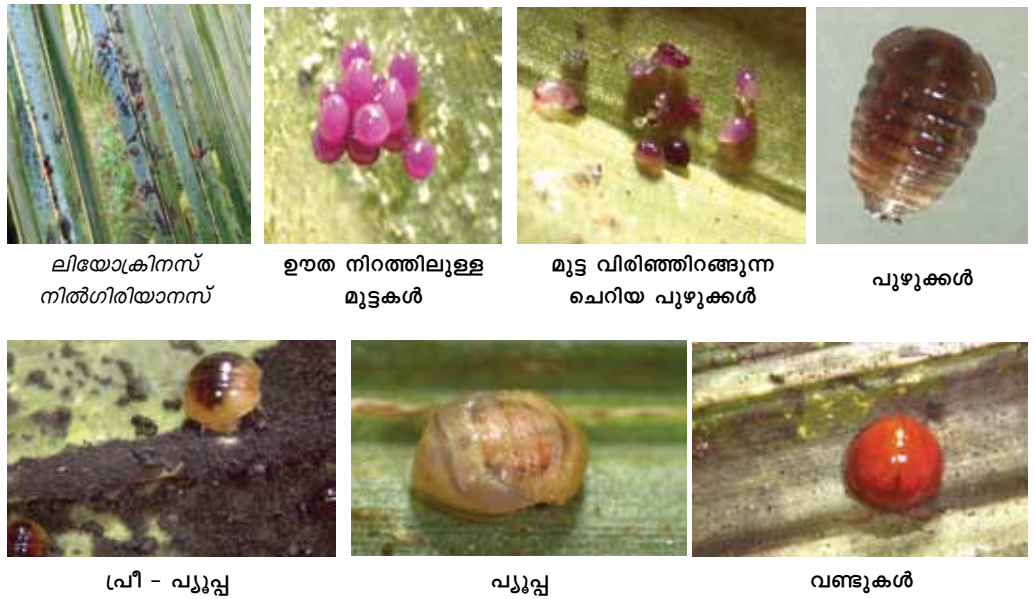 ലിയോക്രിനസ്
നിൽഗിരിയാനസ്
ഊത നിറത്തിലുള്ള
മുട്ടകൾ
മുട്ട വിരിഞ്ഞിറങ്ങുന്ന
ചെറിയ പുഴുക്കൾ
പുഴുക്കൾ
പ്രീ - പ്യൂപ്പ
പ്യൂപ്പ
വണ്ടുകൾ